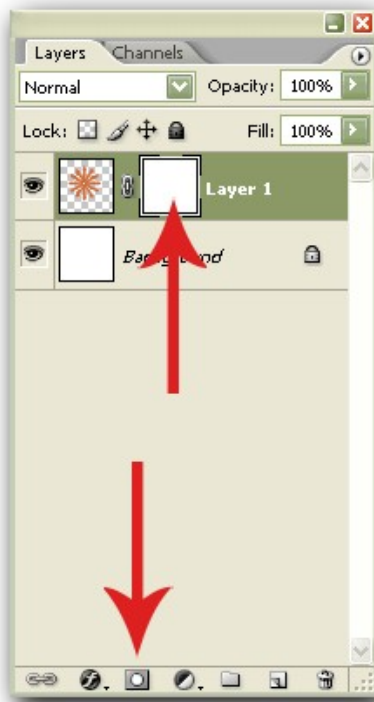 Layers Channels
Normal Opacity: 100%
Lock: Fill: 100%
Layer 1
Background